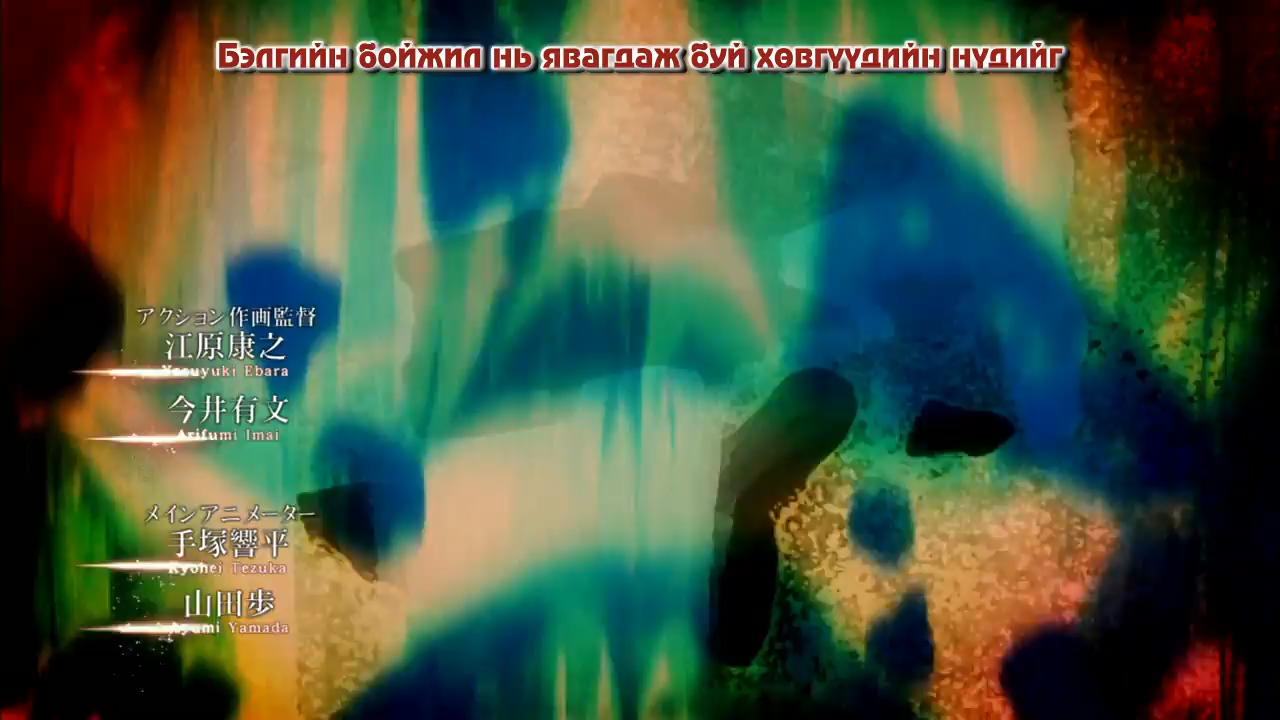 Бэлгийн бойжил нь явагдаж буй хөвгүүдийн нүдийг
アクション作画監督
江原康之
Yasuyuki Ebara
今井有文
Arifumi Imai
メインアニメーター
手塚響平
Kyohei Tezuka
山田歩
Ayumi Yamada